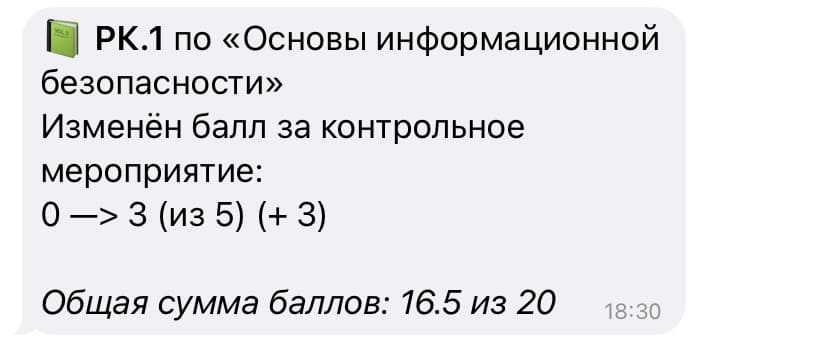 РК.1 по «Основы информационной
безопасности»
Изменён балл за контрольное
мероприятие:
0 —> 3 (из 5) (+ 3)
Общая сумма баллов: 16.5 из 20
18:30